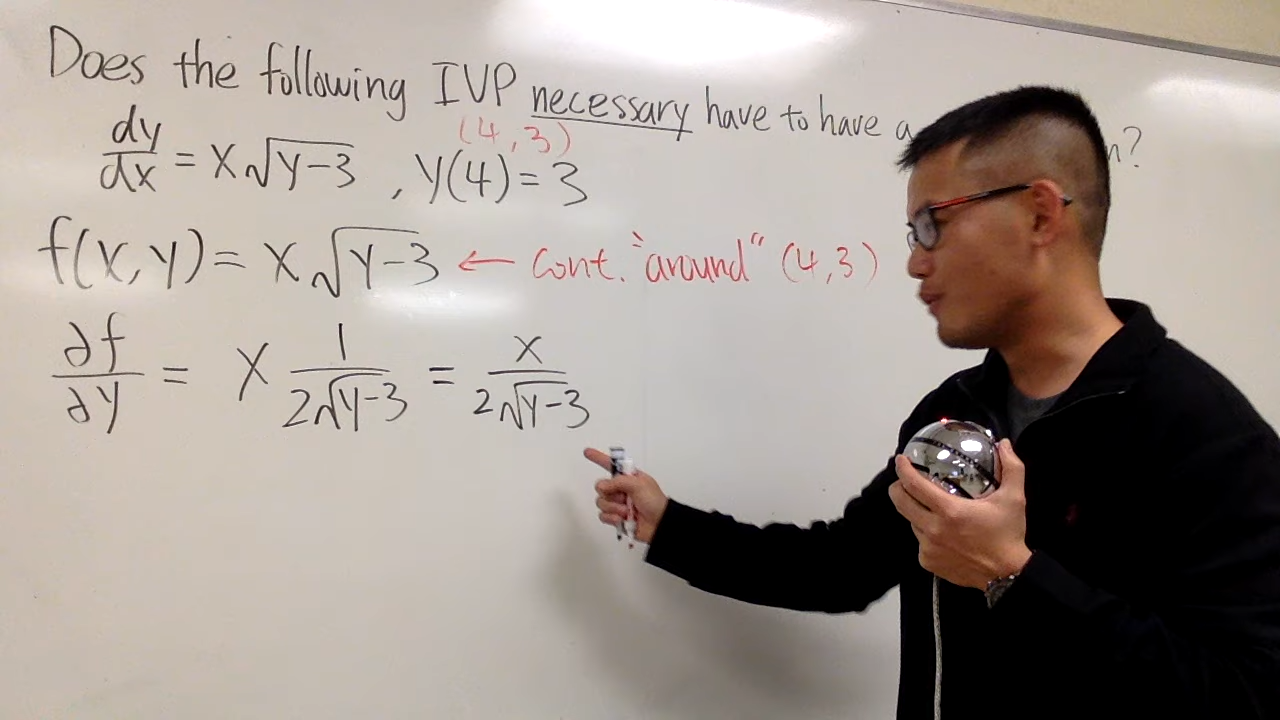 Does the following IVP necessary have to have a n?
(4,3)
dy/dx = x√(y-3) , y(4)=3
f(x,y) = x√(y-3) ← cont. "around" (4,3)
∂f/∂y = x 1/(2√(y-3)) = x/(2√(y-3))